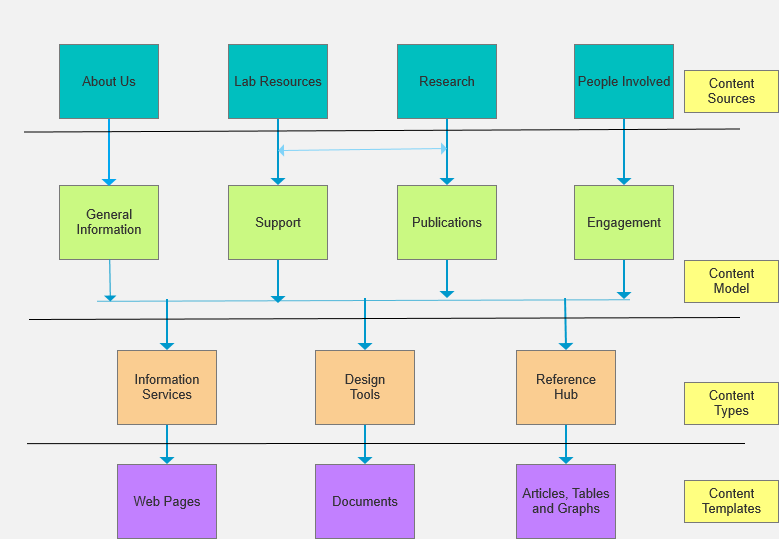 About Us
Lab Resources
Research
People Involved
Content
Sources
General
Information
Support
Publications
Engagement
Content
Model
Information
Services
Design
Tools
Reference
Hub
Content
Types
Web Pages
Documents
Articles, Tables
and Graphs
Content
Templates